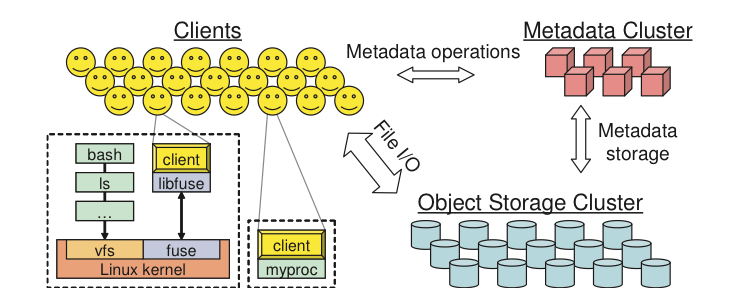 Clients
Metadata Cluster
Metadata operations
File I/O
Metadata
storage
Object Storage Cluster
bash
ls
...
client
libfuse
vfs
fuse
Linux kernel
client
myproc